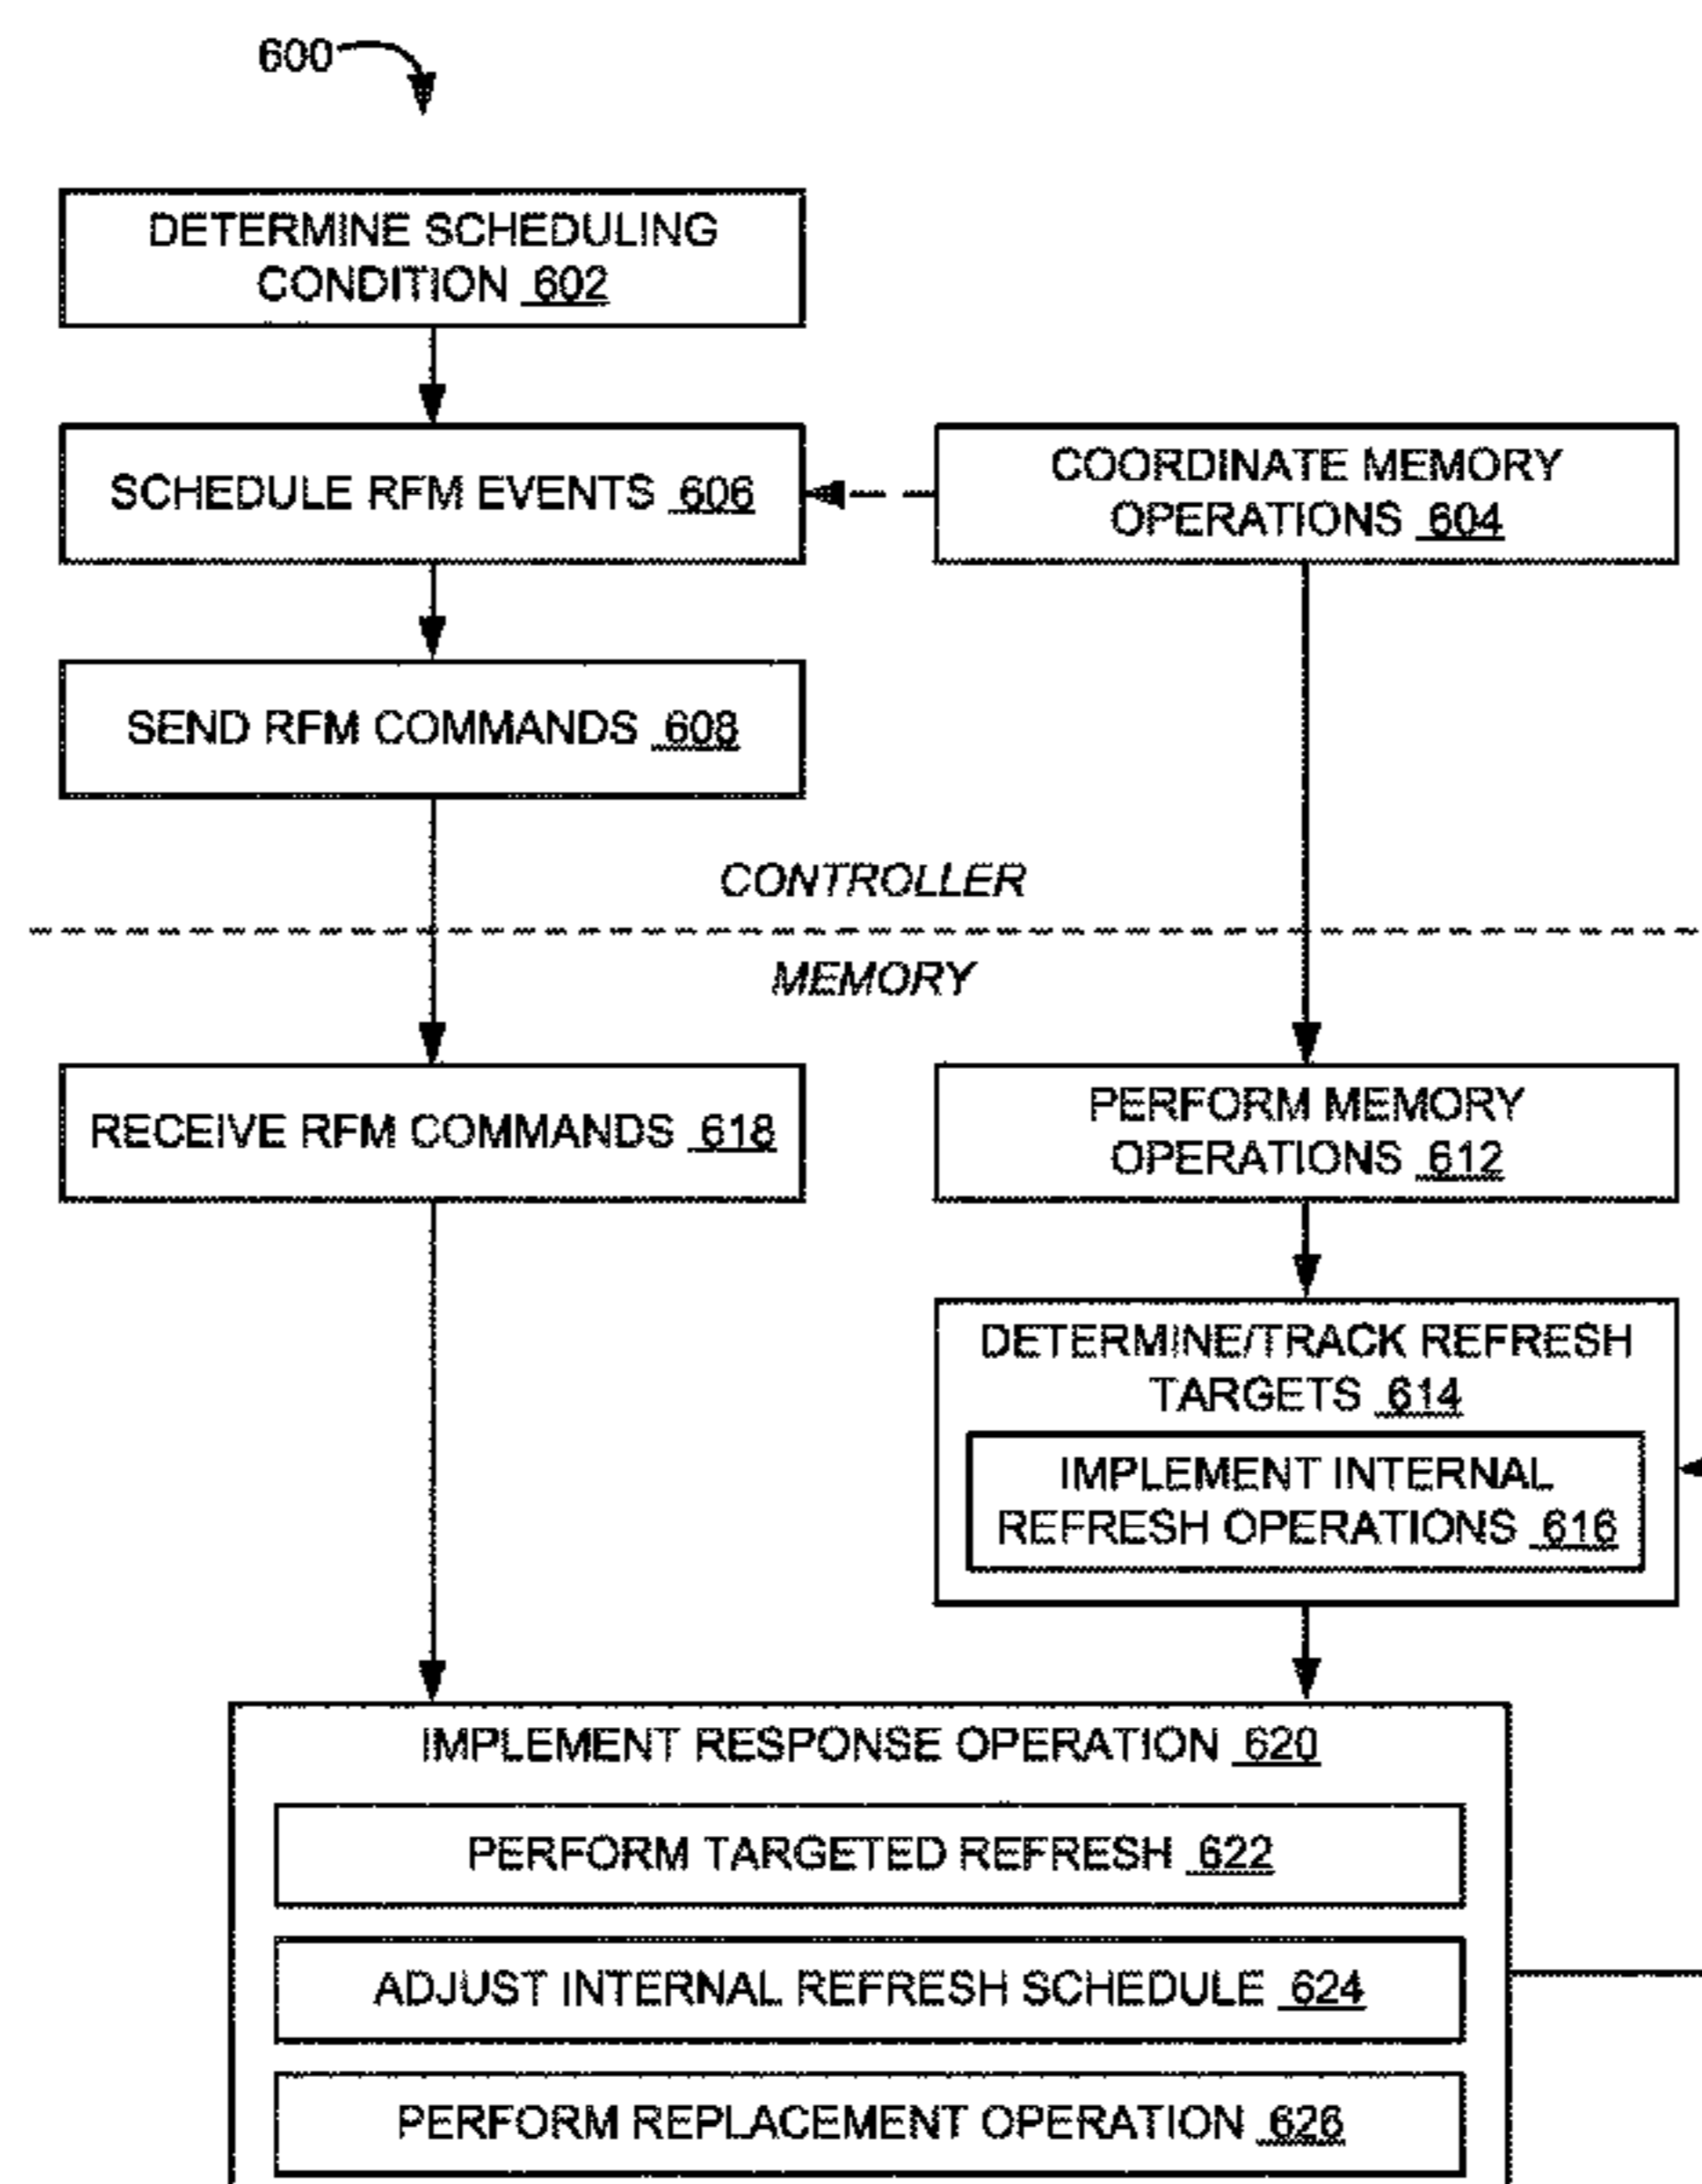 600
DETERMINE SCHEDULING
CONDITION 602
SCHEDULE RFM EVENTS 606
COORDINATE MEMORY
OPERATIONS 604
SEND RFM COMMANDS 608
CONTROLLER
MEMORY
RECEIVE RFM COMMANDS 618
PERFORM MEMORY
OPERATIONS 612
DETERMINE/TRACK REFRESH
TARGETS 614
IMPLEMENT INTERNAL
REFRESH OPERATIONS 616
IMPLEMENT RESPONSE OPERATION 620
PERFORM TARGETED REFRESH 622
ADJUST INTERNAL REFRESH SCHEDULE 624
PERFORM REPLACEMENT OPERATION 626